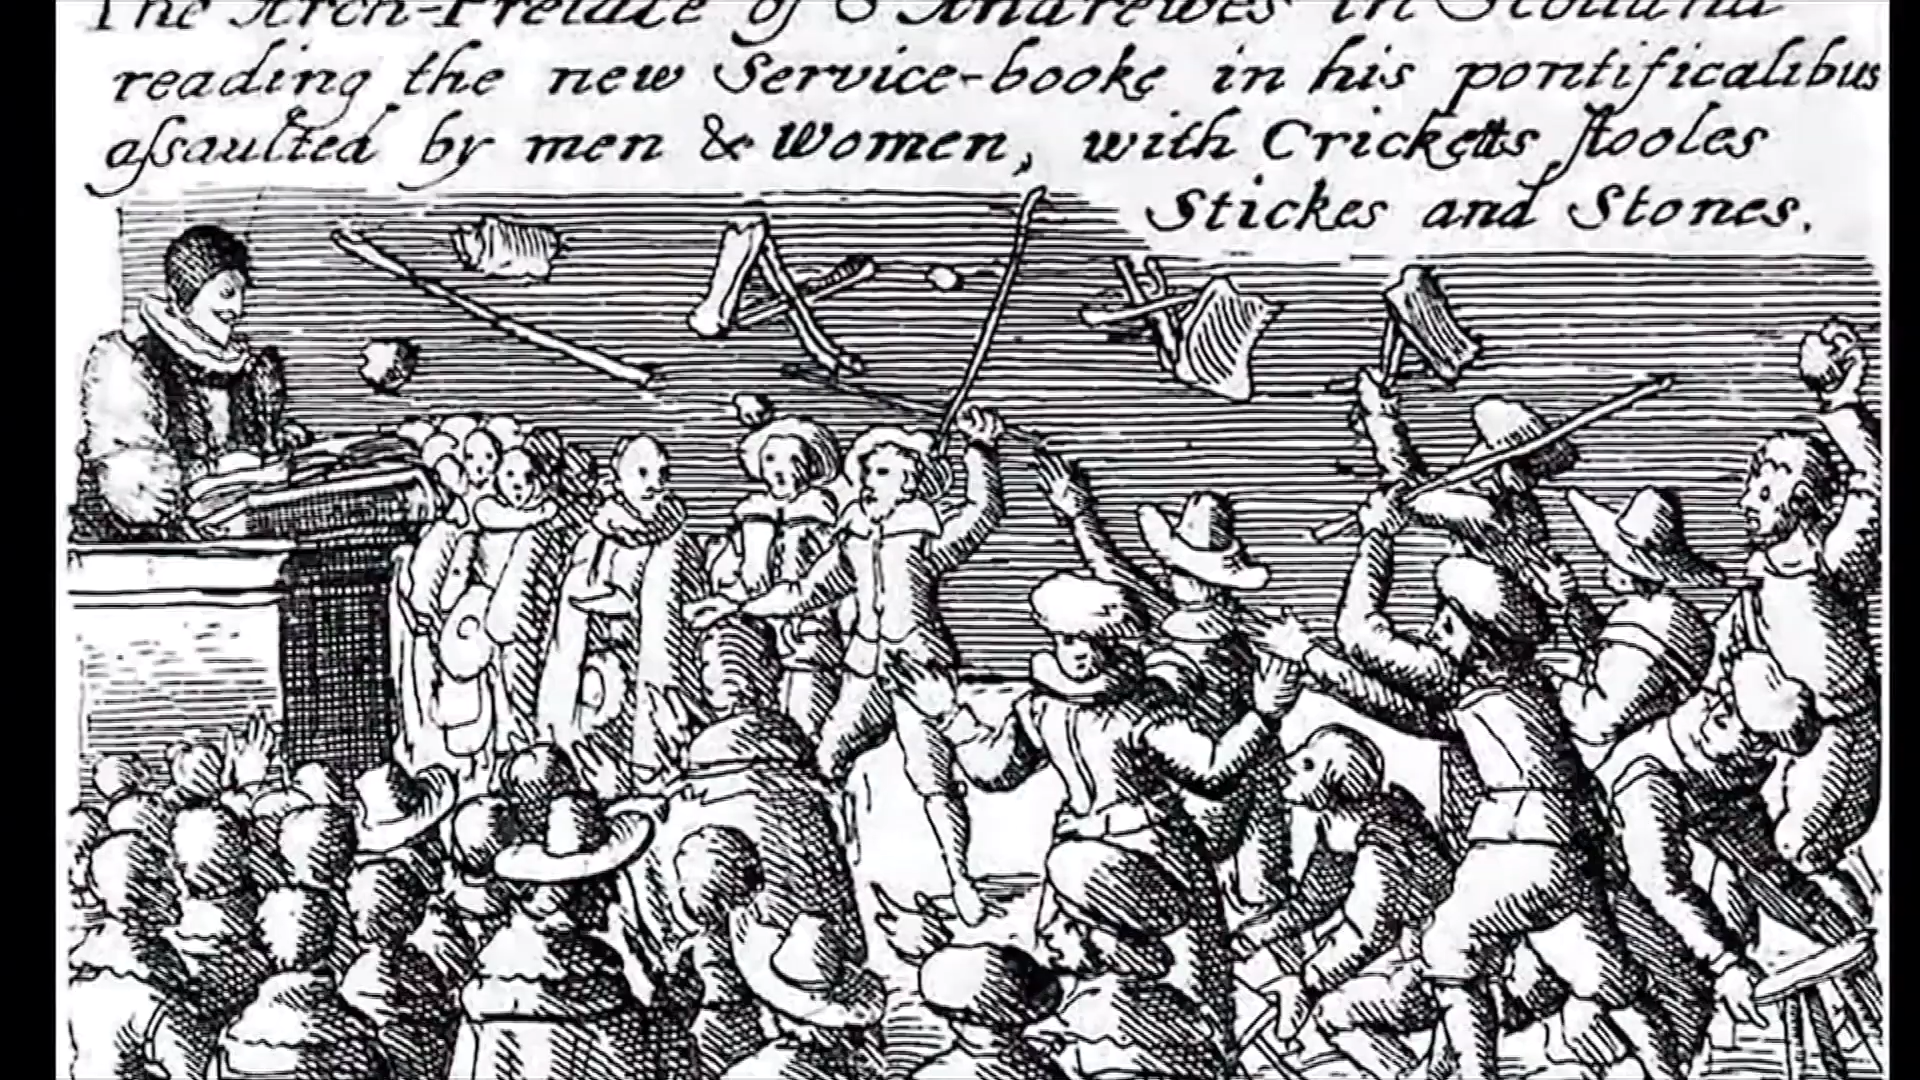 The Arch-Prelate of S Andrewes in Scotland
reading the new Service-booke in his pontificalibus
aſsaulted by men & Women, with Cricketts ſtooles
Stickes and Stones.